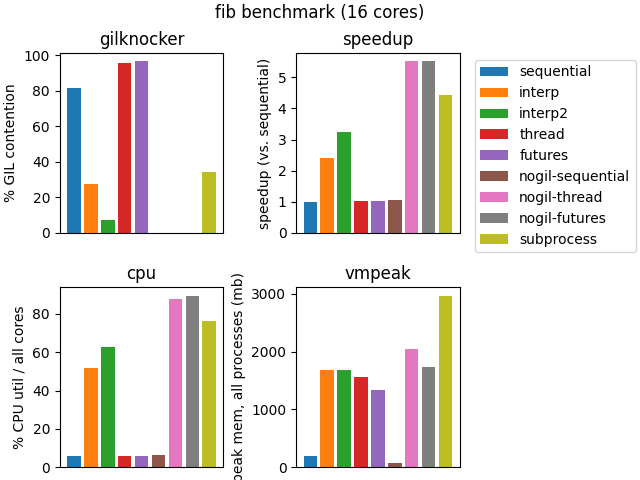 fib benchmark (16 cores)
gilknocker
% GIL contention
100
80
60
40
20
0
speedup
speedup (vs. sequential)
5
4
3
2
1
0
sequential
interp
interp2
thread
futures
nogil-sequential
nogil-thread
nogil-futures
subprocess
cpu
% CPU util / all cores
80
60
40
20
0
vmpeak
peak mem, all processes (mb)
3000
2000
1000
0